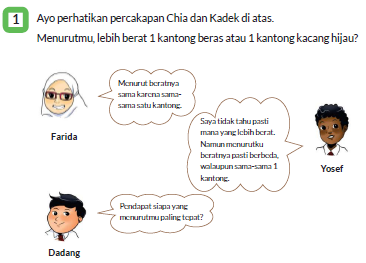 1
Ayo perhatikan percakapan Chia dan Kadek di atas.
Menurutmu, lebih berat 1 kantong beras atau 1 kantong kacang hijau?
Menurut beratnya
sama karena sama-
sama satu kantong.
Farida
Saya tidak tahu pasti
mana yang lebih berat.
Namun menurutku
beratnya pasti berbeda,
walaupun sama-sama 1
kantong.
Yosef
Pendapat siapa yang
menurutmu paling tepat?
Dadang